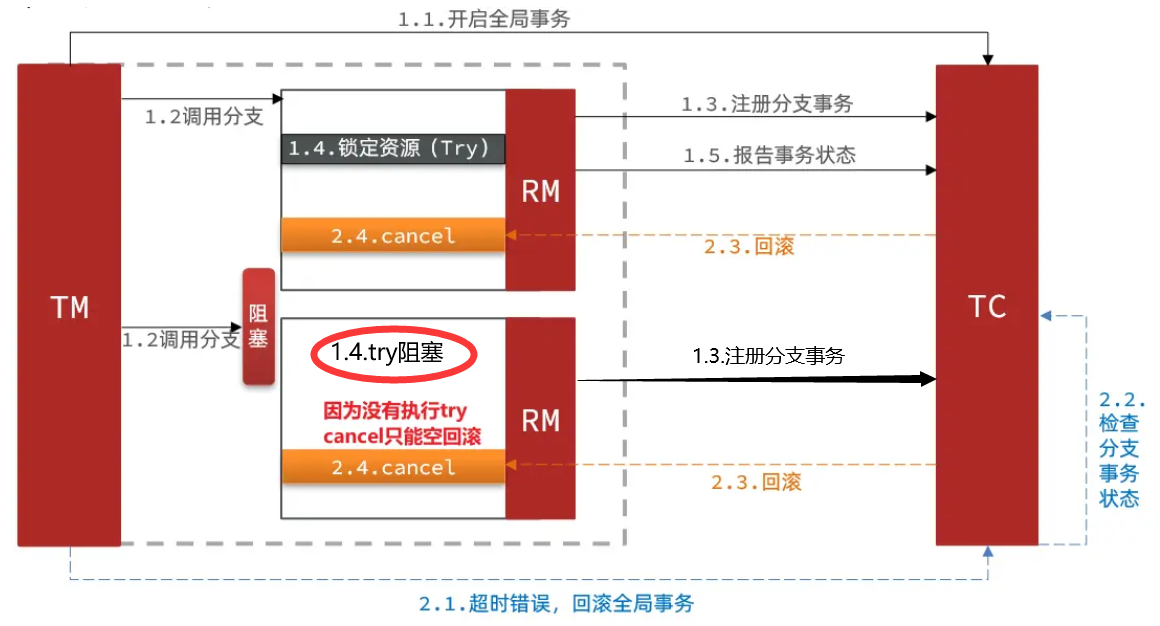 1.1.开启全局事务
1.2调用分支
1.3.注册分支事务
1.4.锁定资源（Try）
1.5.报告事务状态
RM
2.4.cancel
2.3.回滚
TM
阻
塞
TC
1.2调用分支
1.4.try阻塞
1.3.注册分支事务
因为没有执行try
cancel只能空回滚
RM
2.4.cancel
2.3.回滚
2.2.
检查
分支
事务
状态
2.1.超时错误，回滚全局事务